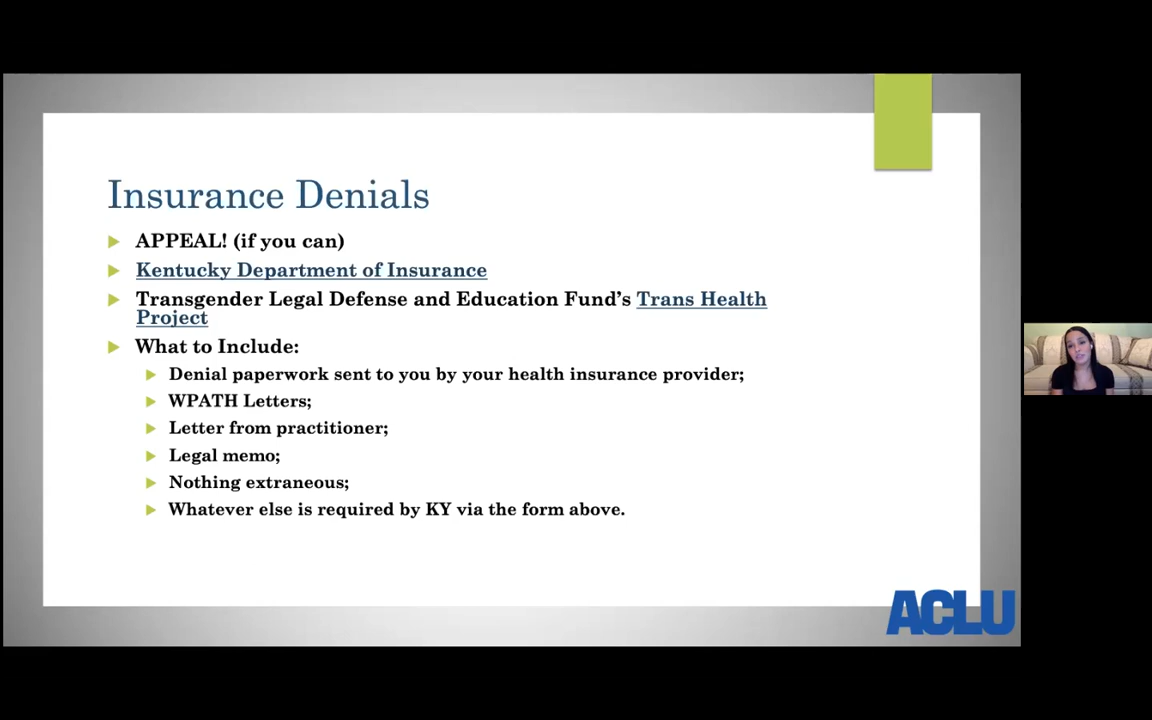 Insurance Denials
APPEAL! (if you can)
Kentucky Department of Insurance
Transgender Legal Defense and Education Fund’s Trans Health
Project
What to Include:
Denial paperwork sent to you by your health insurance provider;
WPATH Letters;
Letter from practitioner;
Legal memo;
Nothing extraneous;
Whatever else is required by KY via the form above.
ACLU